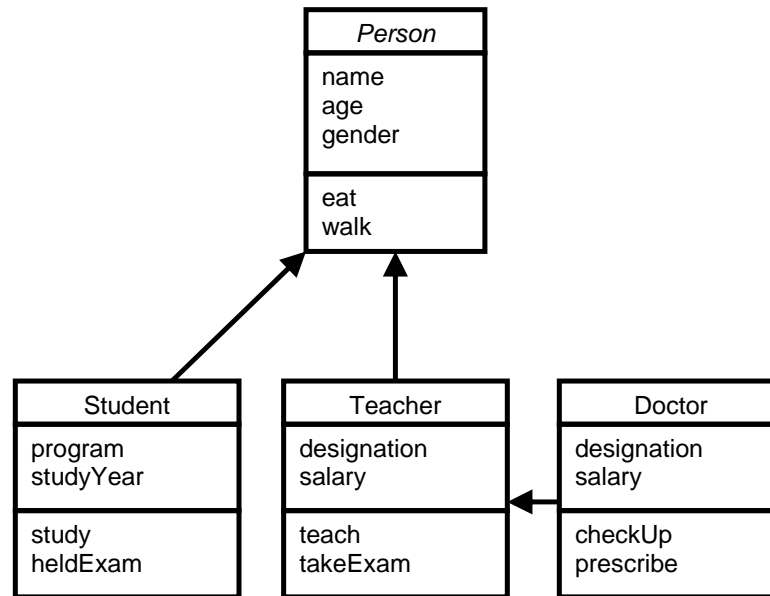 Person
name
age
gender
eat
walk
Student
program
studyYear
study
heldExam
Teacher
designation
salary
teach
takeExam
Doctor
designation
salary
checkUp
prescribe